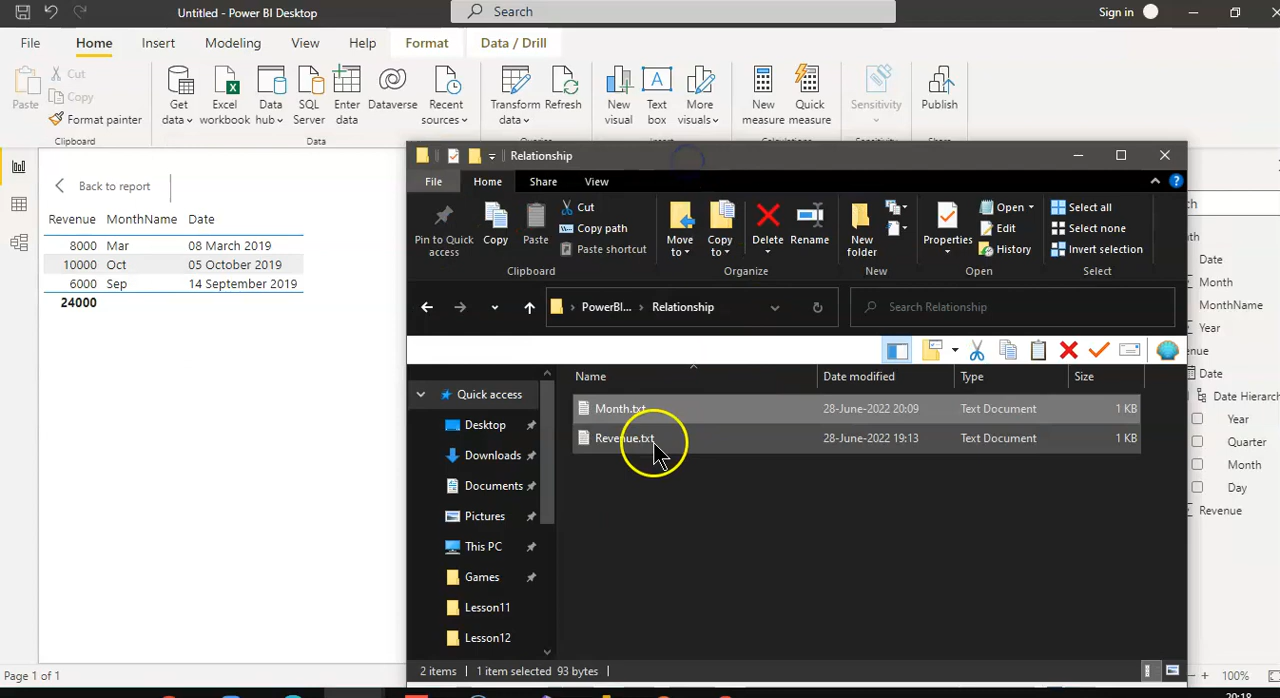 Untitled - Power BI Desktop
Search
Sign in
File
Home
Insert
Modeling
View
Help
Format
Data / Drill
Paste
Cut
Copy
Format painter
Clipboard
Get data
Excel workbook
Data hub
SQL Server
Enter data
Dataverse
Recent sources
Data
Transform data
Refresh
Queries
New visual
Text box
More visuals
Insert
New measure
Quick measure
Calculations
Sensitivity
Sensitivity
Publish
Share
Back to report
Revenue MonthName Date
8000 Mar 08 March 2019
10000 Oct 05 October 2019
6000 Sep 14 September 2019
24000
Relationship
File
Home
Share
View
Pin to Quick access
Copy
Paste
Cut
Copy path
Paste shortcut
Clipboard
Move to
Copy to
Delete
Rename
Organize
New folder
New
Properties
Open
Edit
History
Open
Select all
Select none
Invert selection
Select
PowerBI... > Relationship
Search Relationship
Name
Date modified
Type
Size
Month.txt 28-June-2022 20:09 Text Document 1 KB
Revenue.txt 28-June-2022 19:13 Text Document 1 KB
Quick access
Desktop
Downloads
Documents
Pictures
This PC
Games
Lesson11
Lesson12
2 items
1 item selected 93 bytes
Date
Month
MonthName
Year
Date
Date Hierarch
Year
Quarter
Month
Day
Revenue
Page 1 of 1
100%